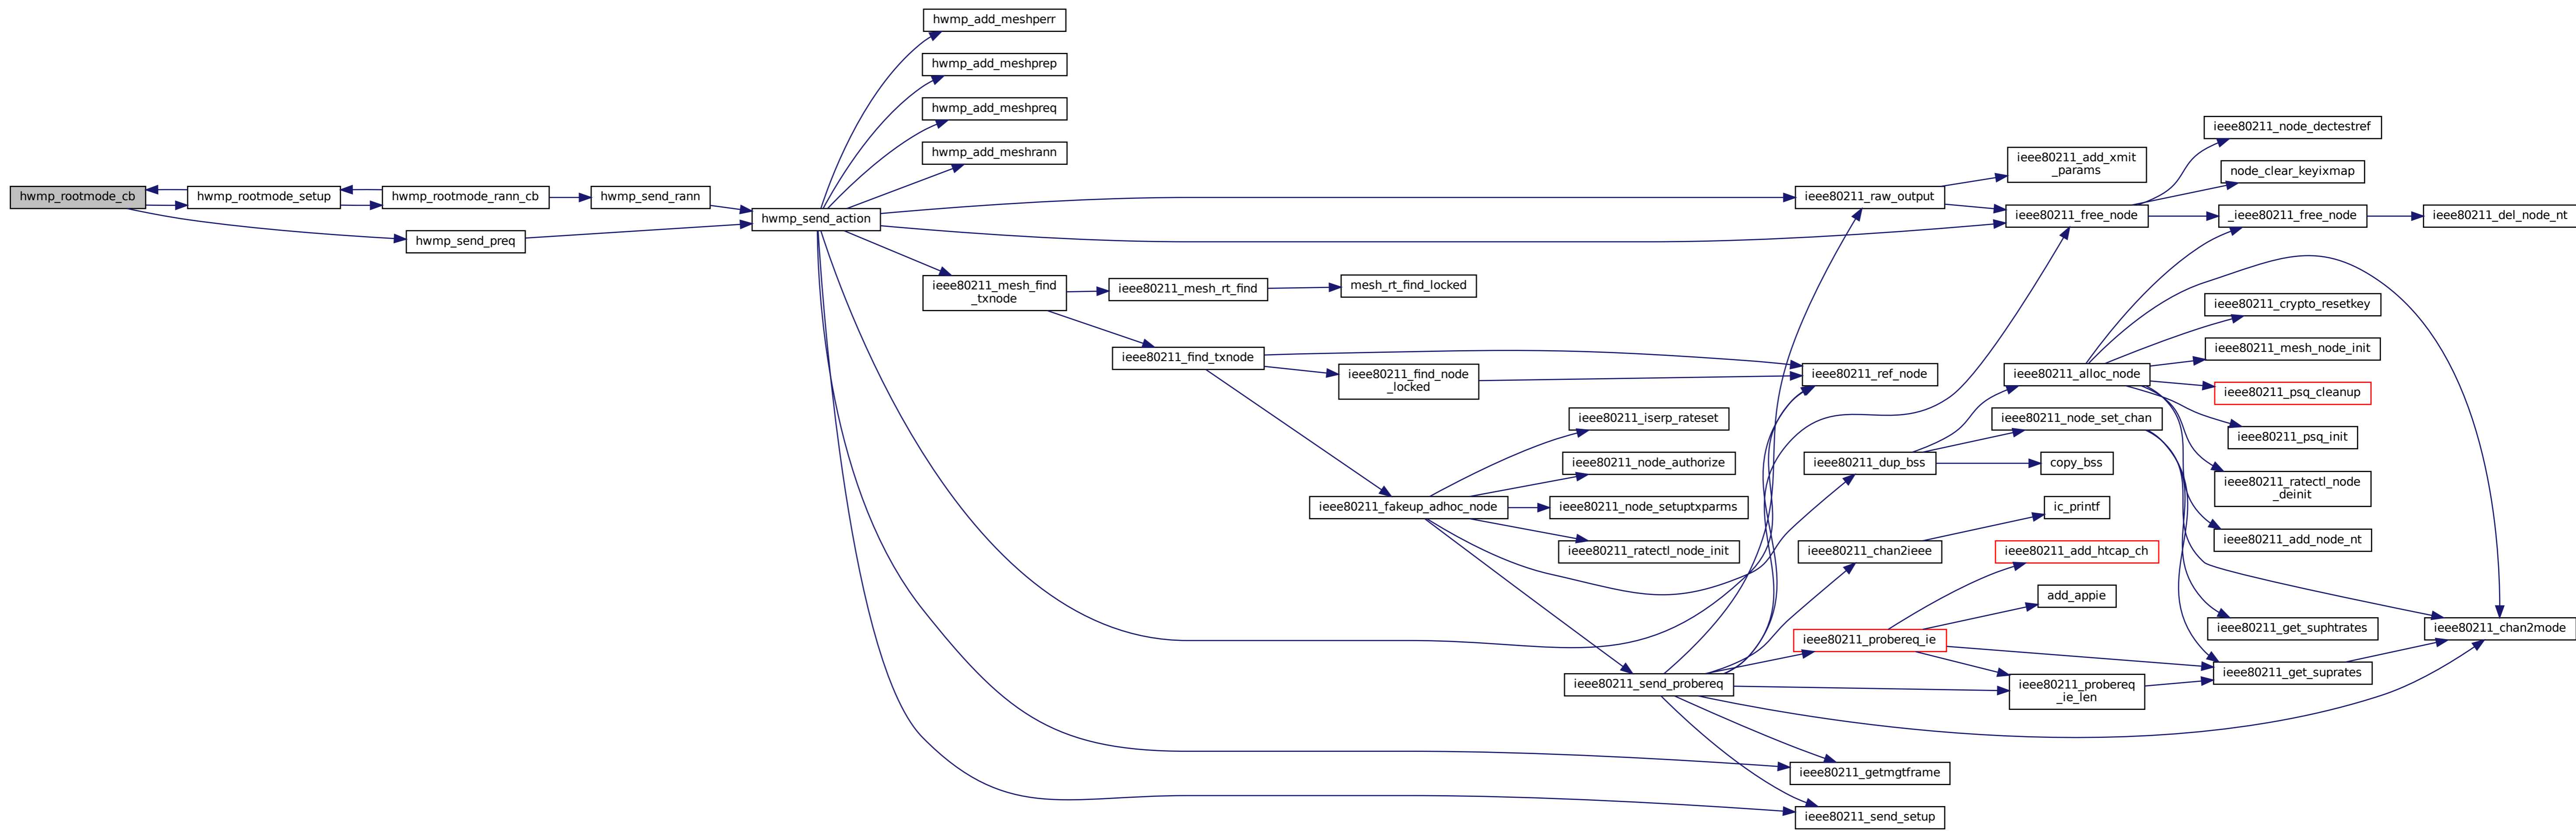 hwmp_rootmode_cb
hwmp_rootmode_setup
hwmp_rootmode_rann_cb
hwmp_send_rann
hwmp_send_preq
hwmp_send_action
hwmp_add_meshperr
hwmp_add_meshprep
hwmp_add_meshpreq
hwmp_add_meshrann
ieee80211_mesh_find
_txnode
ieee80211_mesh_rt_find
mesh_rt_find_locked
ieee80211_find_txnode
ieee80211_find_node
_locked
ieee80211_fakeup_adhoc_node
ieee80211_iserp_rateset
ieee80211_node_authorize
ieee80211_node_setuptxparms
ieee80211_ratectl_node_init
ieee80211_send_probereq
ieee80211_raw_output
ieee80211_ref_node
ieee80211_dup_bss
ieee80211_chan2ieee
ieee80211_probereq_ie
ieee80211_getmgtframe
ieee80211_send_setup
ieee80211_add_xmit
_params
ieee80211_free_node
ieee80211_alloc_node
ieee80211_node_set_chan
copy_bss
ic_printf
ieee80211_add_htcap_ch
add_appie
ieee80211_probereq
_ie_len
ieee80211_node_dectestref
node_clear_keyixmap
_ieee80211_free_node
ieee80211_crypto_resetkey
ieee80211_mesh_node_init
ieee80211_psq_cleanup
ieee80211_psq_init
ieee80211_ratectl_node
_deinit
ieee80211_add_node_nt
ieee80211_get_suphtrates
ieee80211_get_suprates
ieee80211_del_node_nt
ieee80211_chan2mode